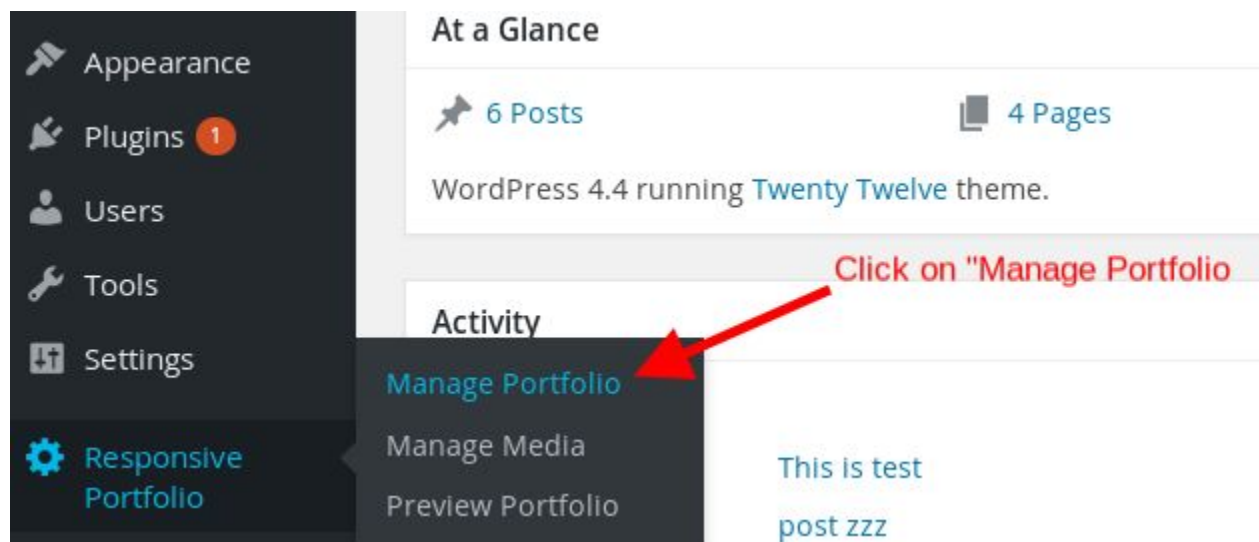 Appearance
Plugins 1
Users
Tools
Settings
Responsive
Portfolio
At a Glance
6 Posts
4 Pages
WordPress 4.4 running Twenty Twelve theme.
Click on "Manage Portfolio
Activity
Manage Portfolio
Manage Media
Preview Portfolio
This is test
post zzz